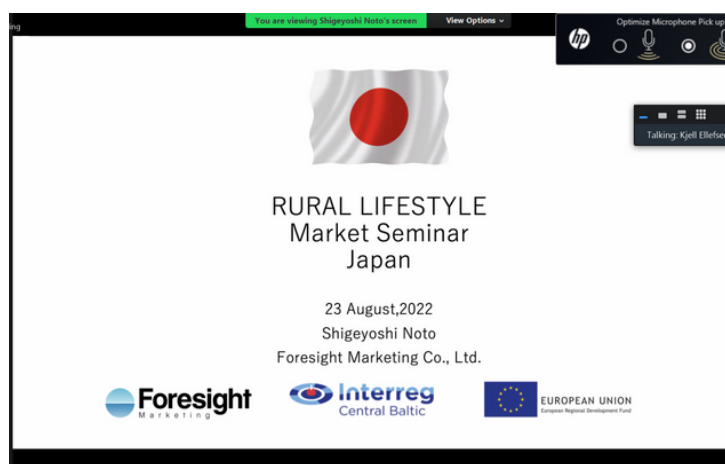 ing
You are viewing Shigeyoshi Noto's screen
View Options
Optimize Microphone Pick up
hp
Talking: Kjell Ellefse
RURAL LIFESTYLE
Market Seminar
Japan
23 August,2022
Shigeyoshi Noto
Foresight Marketing Co., Ltd.
Foresight
Marketing
Interreg
Central Baltic
EUROPEAN UNION
European Regional Development Fund